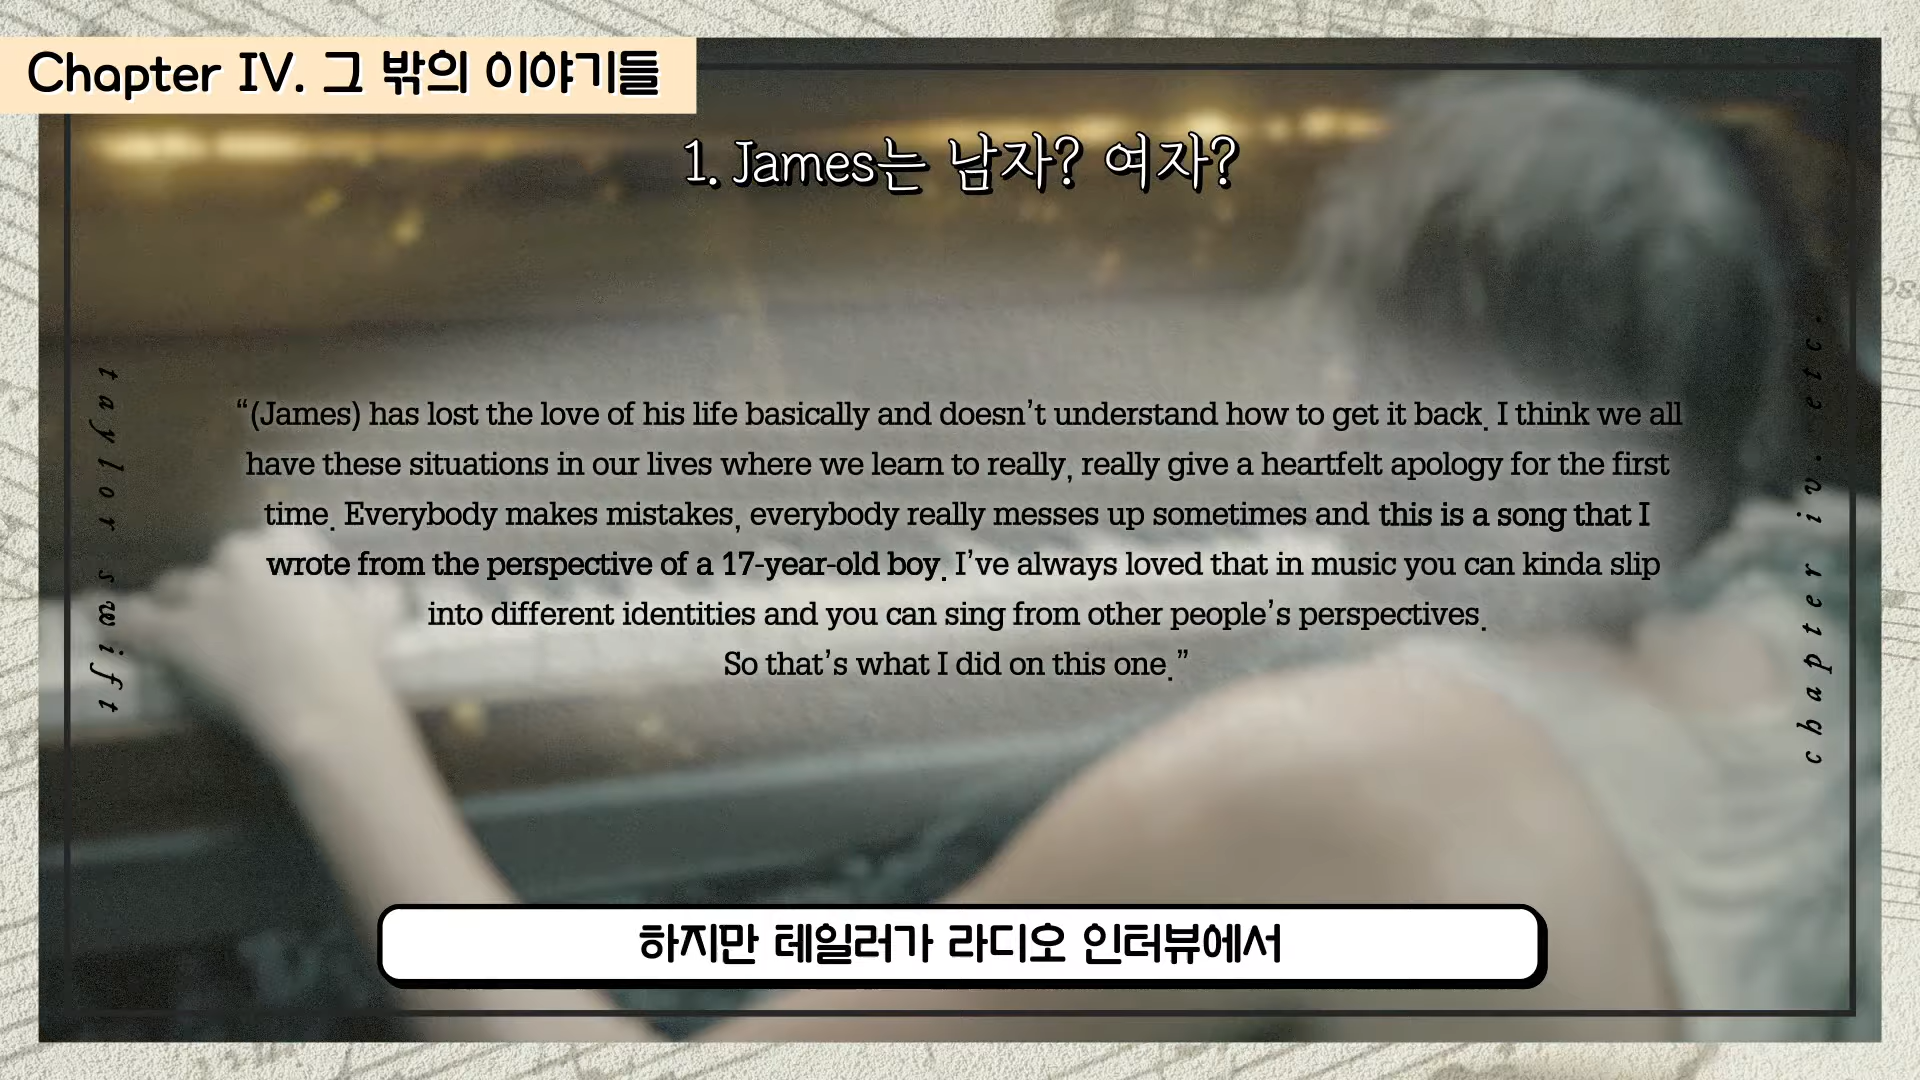 Chapter IV. 그 밖의 이야기들
1. James는 남자? 여자?
taylor swift
“(James) has lost the love of his life basically and doesn’t understand how to get it back. I think we all
have these situations in our lives where we learn to really, really give a heartfelt apology for the first
time. Everybody makes mistakes, everybody really messes up sometimes and this is a song that I
wrote from the perspective of a 17-year-old boy. I’ve always loved that in music you can kinda slip
into different identities and you can sing from other people’s perspectives.
So that’s what I did on this one.”
chapter iv. etc.
하지만 테일러가 라디오 인터뷰에서